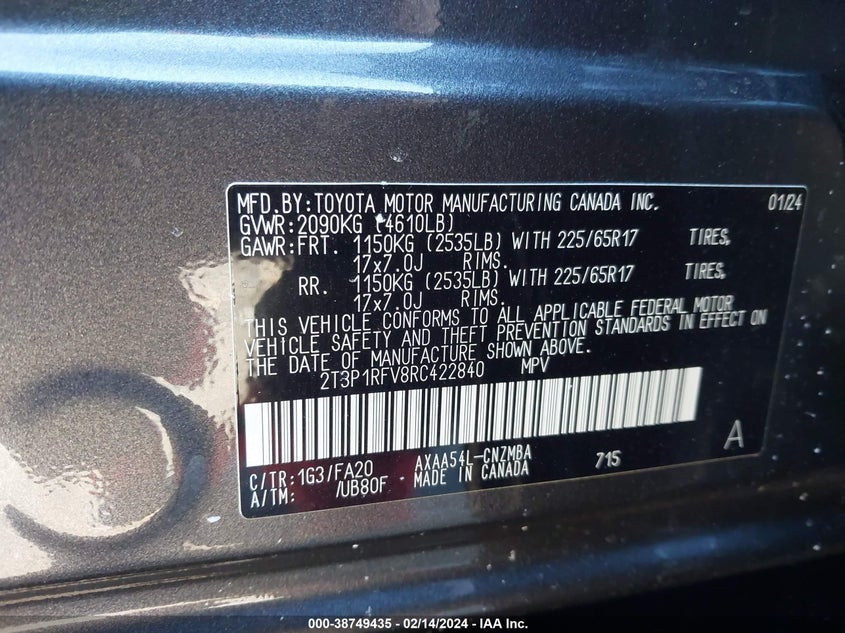 MFD.BY:TOYOTA MOTOR MANUFACTURING CANADA INC. 01/24
GVWR:2090KG (4610LB)
GAWR:FRT. 1150KG (2535LB) WITH 225/65R17 TIRES,
17x7.0J RIMS.
RR. 1150KG (2535LB) WITH 225/65R17 TIRES,
17x7.0J RIMS.
THIS VEHICLE CONFORMS TO ALL APPLICABLE FEDERAL MOTOR
VEHICLE SAFETY AND THEFT PREVENTION STANDARDS IN EFFECT ON
THE DATE OF MANUFACTURE SHOWN ABOVE.
2T3P1RFV8RC422840 MPV
A
C/TR:1G3/FA20 AXAA54L-CNZMBA 715
A/TM: /UB80F MADE IN CANADA
000-38749435 - 02/14/2024 - IAA Inc.